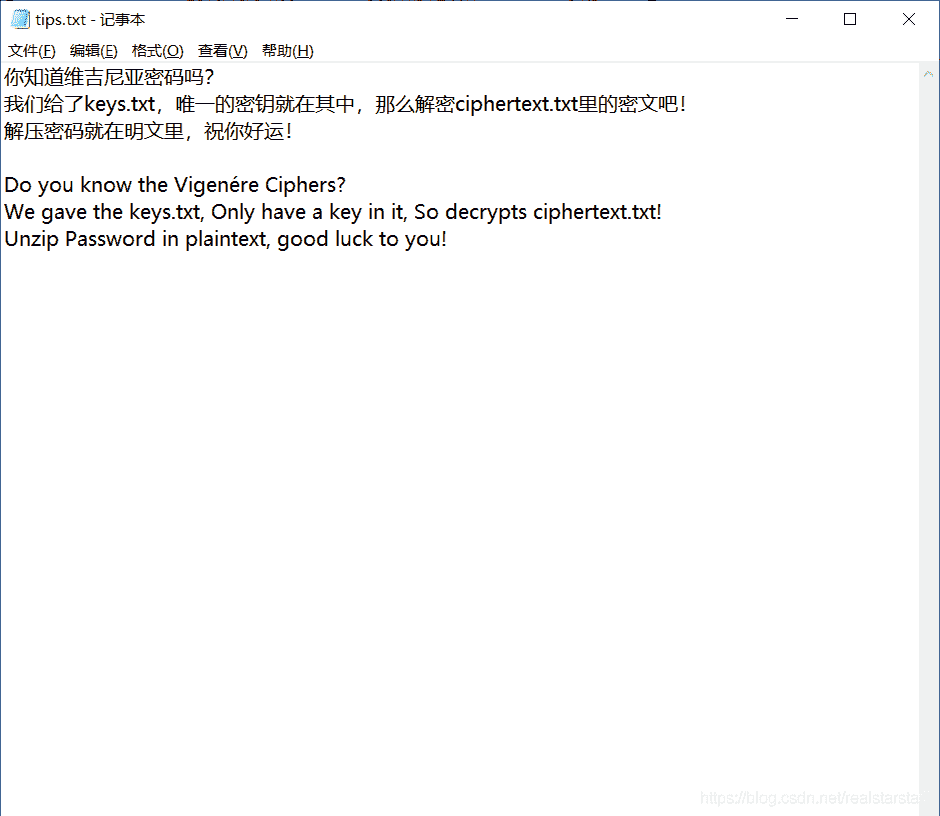 tips.txt - 记事本
文件(F) 编辑(E) 格式(O) 查看(V) 帮助(H)
你知道维吉尼亚密码吗?
我们给了keys.txt，唯一的密钥就在其中，那么解密ciphertext.txt里的密文吧！
解压密码就在明文里，祝你好运！
Do you know the Vigenére Ciphers?
We gave the keys.txt, Only have a key in it, So decrypts ciphertext.txt!
Unzip Password in plaintext, good luck to you!
https://blog.csdn.net/realstarsta